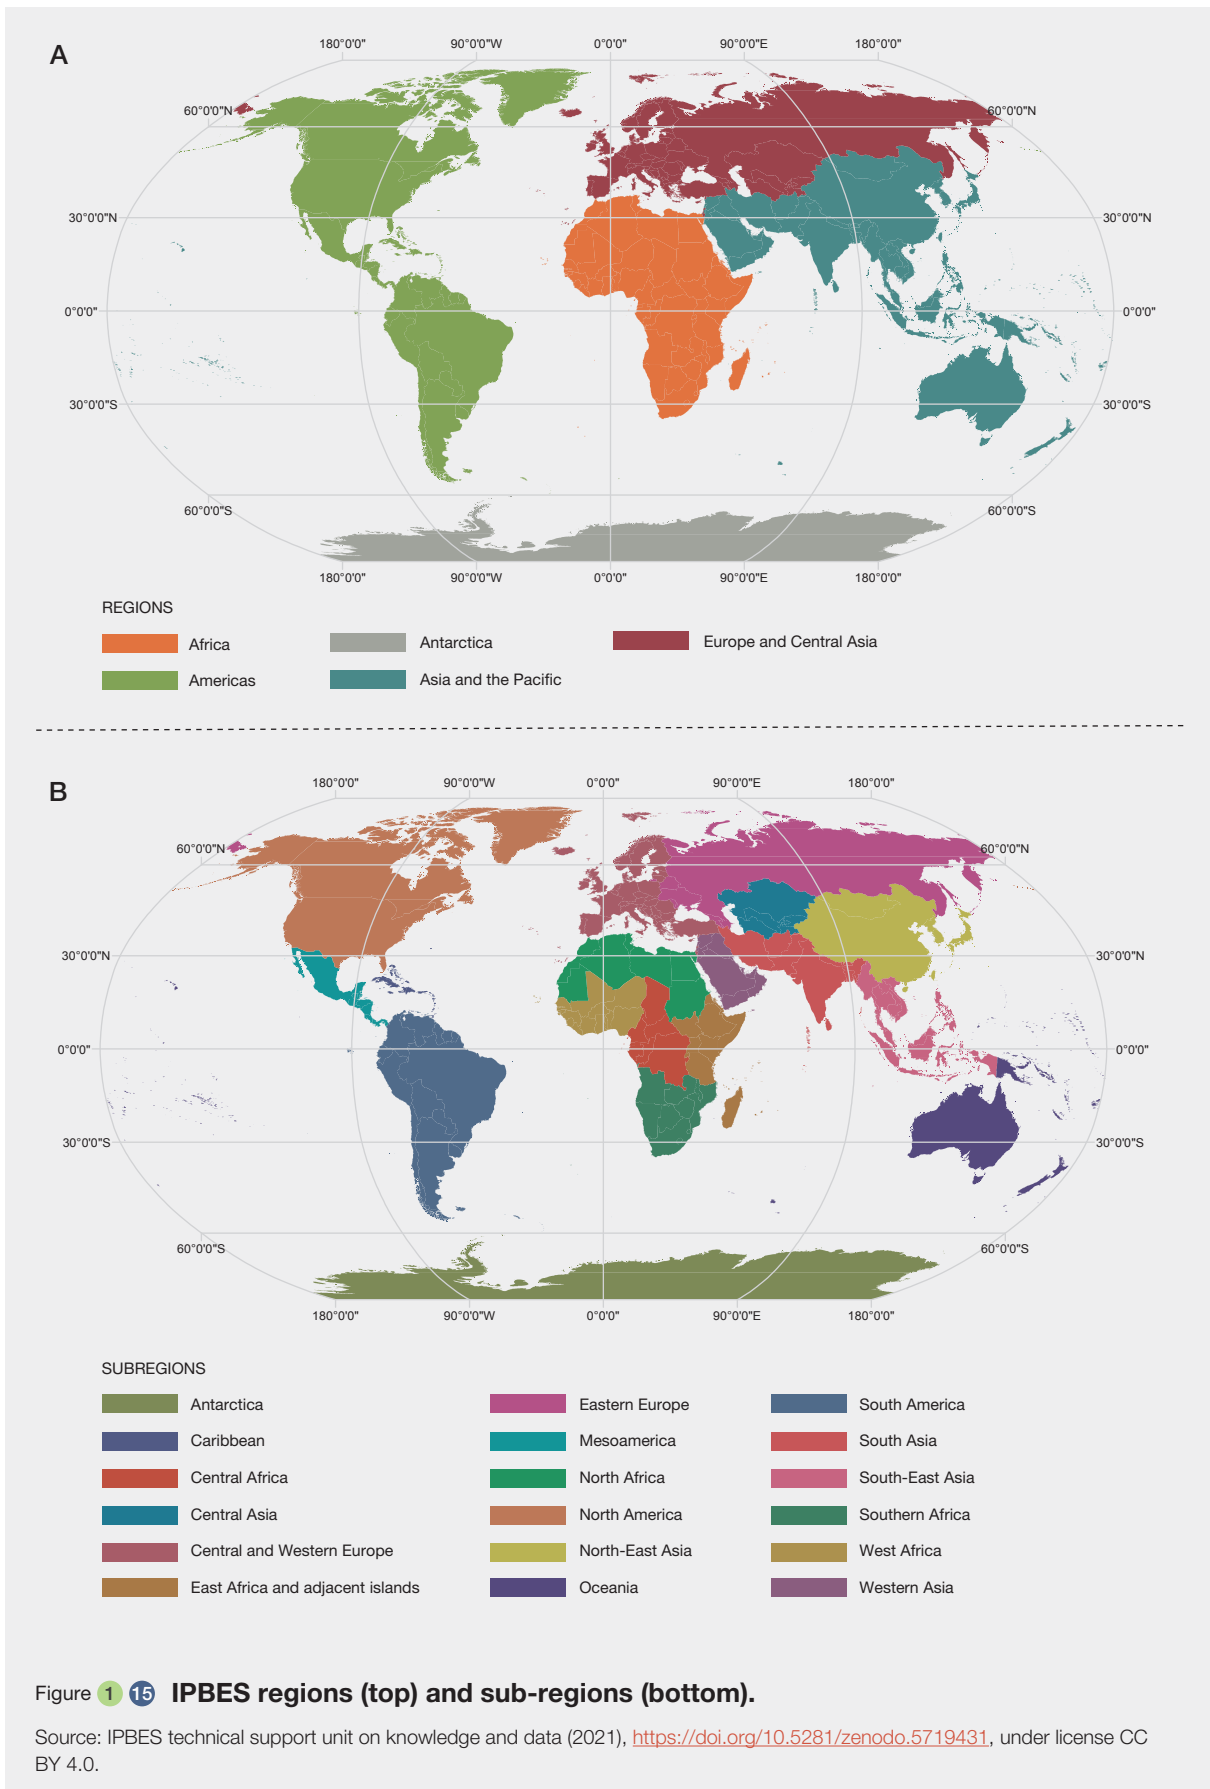 A
180°0'0" 90°0'0"W 0°0'0" 90°0'0"E 180°0'0"
60°0'0"N 60°0'0"N
30°0'0"N 30°0'0"N
0°0'0" 0°0'0"
30°0'0"S 30°0'0"S
60°0'0"S 60°0'0"S
180°0'0" 90°0'0"W 0°0'0" 90°0'0"E 180°0'0"
REGIONS
Africa Antarctica Europe and Central Asia
Americas Asia and the Pacific
B
180°0'0" 90°0'0"W 0°0'0" 90°0'0"E 180°0'0"
60°0'0"N 60°0'0"N
30°0'0"N 30°0'0"N
0°0'0" 0°0'0"
30°0'0"S 30°0'0"S
60°0'0"S 60°0'0"S
180°0'0" 90°0'0"W 0°0'0" 90°0'0"E 180°0'0"
SUBREGIONS
Antarctica Eastern Europe South America
Caribbean Mesoamerica South Asia
Central Africa North Africa South-East Asia
Central Asia North America Southern Africa
Central and Western Europe North-East Asia West Africa
East Africa and adjacent islands Oceania Western Asia
Figure 1 15 IPBES regions (top) and sub-regions (bottom).
Source: IPBES technical support unit on knowledge and data (2021), https://doi.org/10.5281/zenodo.5719431, under license CC
BY 4.0.